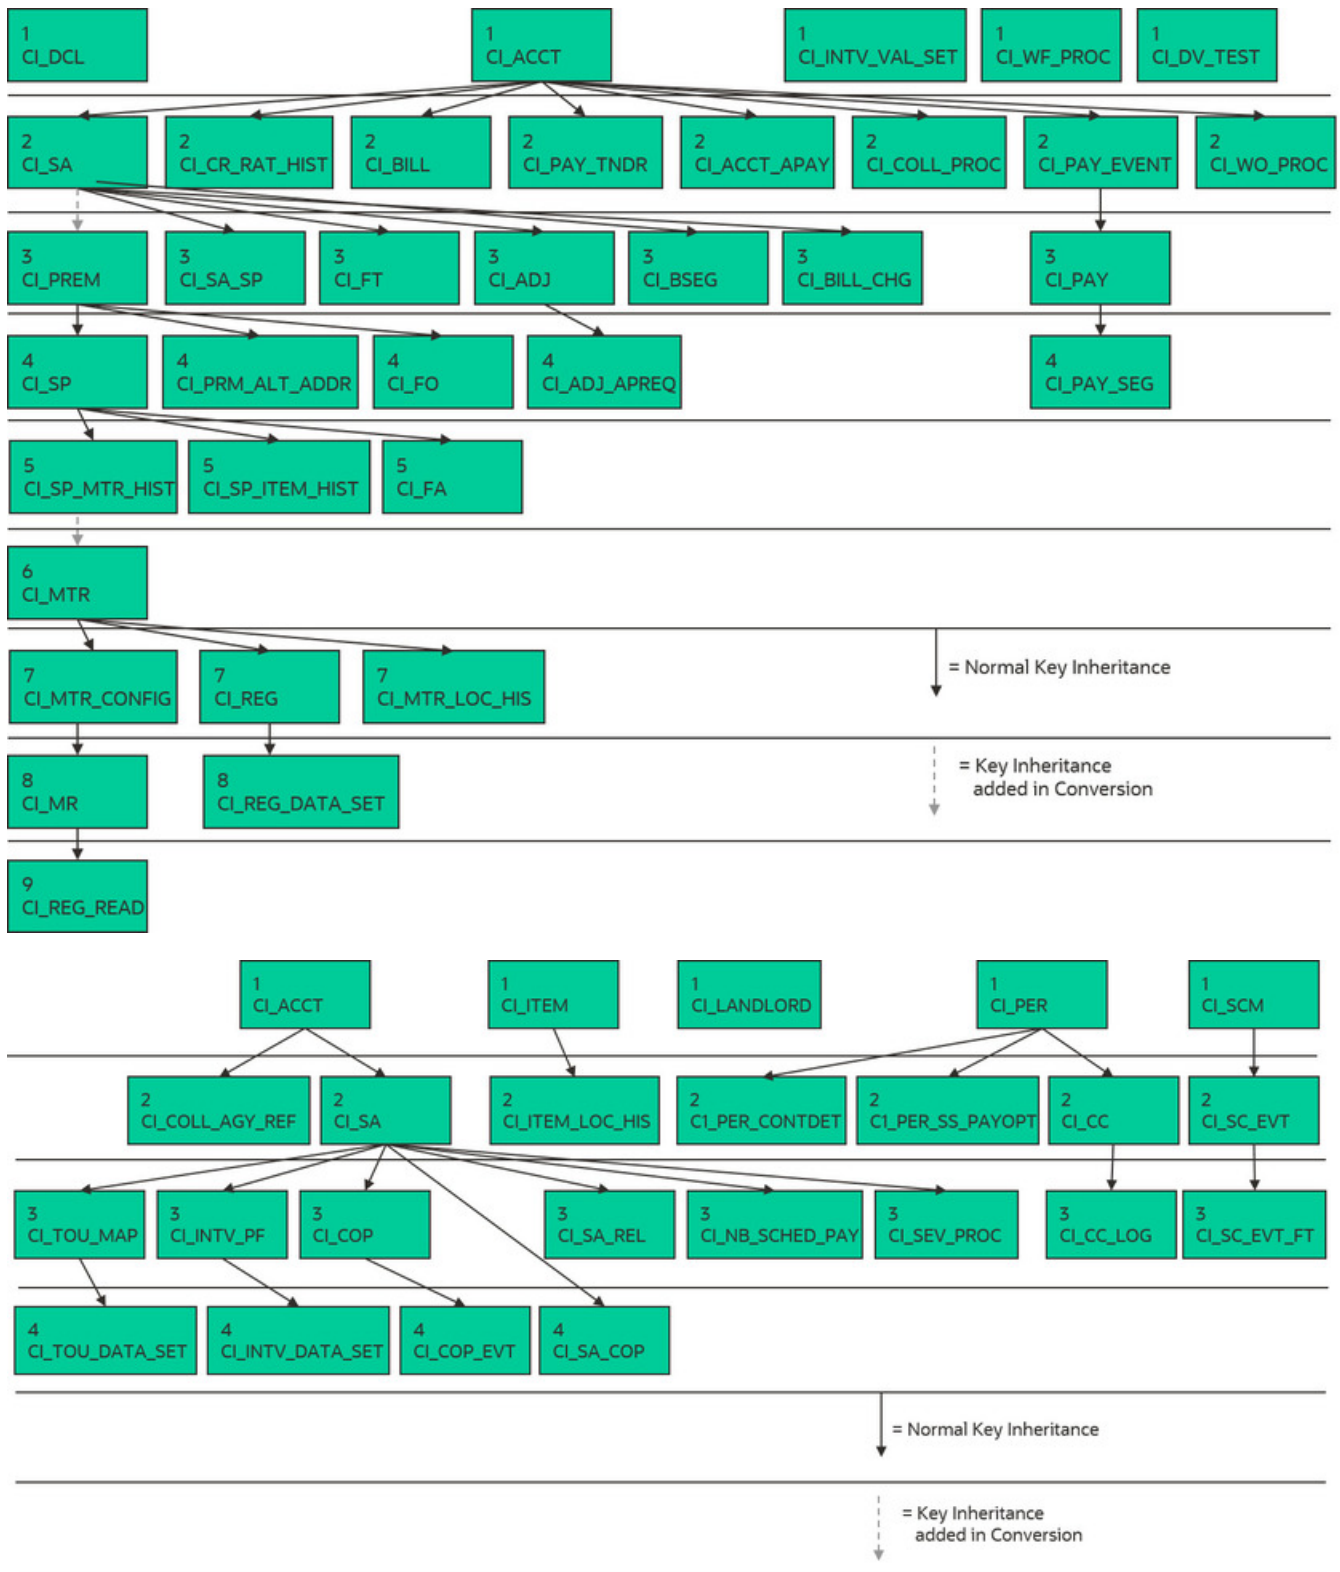 1
CI_DCL
1
CI_ACCT
1
CI_INTV_VAL_SET
1
CI_WF_PROC
1
CI_DV_TEST
2
CI_SA
2
CI_CR_RAT_HIST
2
CI_BILL
2
CI_PAY_TNDR
2
CI_ACCT_APAY
2
CI_COLL_PROC
2
CI_PAY_EVENT
2
CI_WO_PROC
3
CI_PREM
3
CI_SA_SP
3
CI_FT
3
CI_ADJ
3
CI_BSEG
3
CI_BILL_CHG
3
CI_PAY
4
CI_SP
4
CI_PRM_ALT_ADDR
4
CI_FO
4
CI_ADJ_APREQ
4
CI_PAY_SEG
5
CI_SP_MTR_HIST
5
CI_SP_ITEM_HIST
5
CI_FA
6
CI_MTR
7
CI_MTR_CONFIG
7
CI_REG
7
CI_MTR_LOC_HIS
= Normal Key Inheritance
8
CI_MR
8
CI_REG_DATA_SET
= Key Inheritance
added in Conversion
9
CI_REG_READ
1
CI_ACCT
1
CI_ITEM
1
CI_LANDLORD
1
CI_PER
1
CI_SCM
2
CI_COLL_AGY_REF
2
CI_SA
2
CI_ITEM_LOC_HIS
2
C1_PER_CONTDET
2
C1_PER_SS_PAYOPT
2
CI_CC
2
CI_SC_EVT
3
CI_TOU_MAP
3
CI_INTV_PF
3
CI_COP
3
CI_SA_REL
3
CI_NB_SCHED_PAY
3
CI_SEV_PROC
3
CI_CC_LOG
3
CI_SC_EVT_FT
4
CI_TOU_DATA_SET
4
CI_INTV_DATA_SET
4
CI_COP_EVT
4
CI_SA_COP
= Normal Key Inheritance
= Key Inheritance
added in Conversion